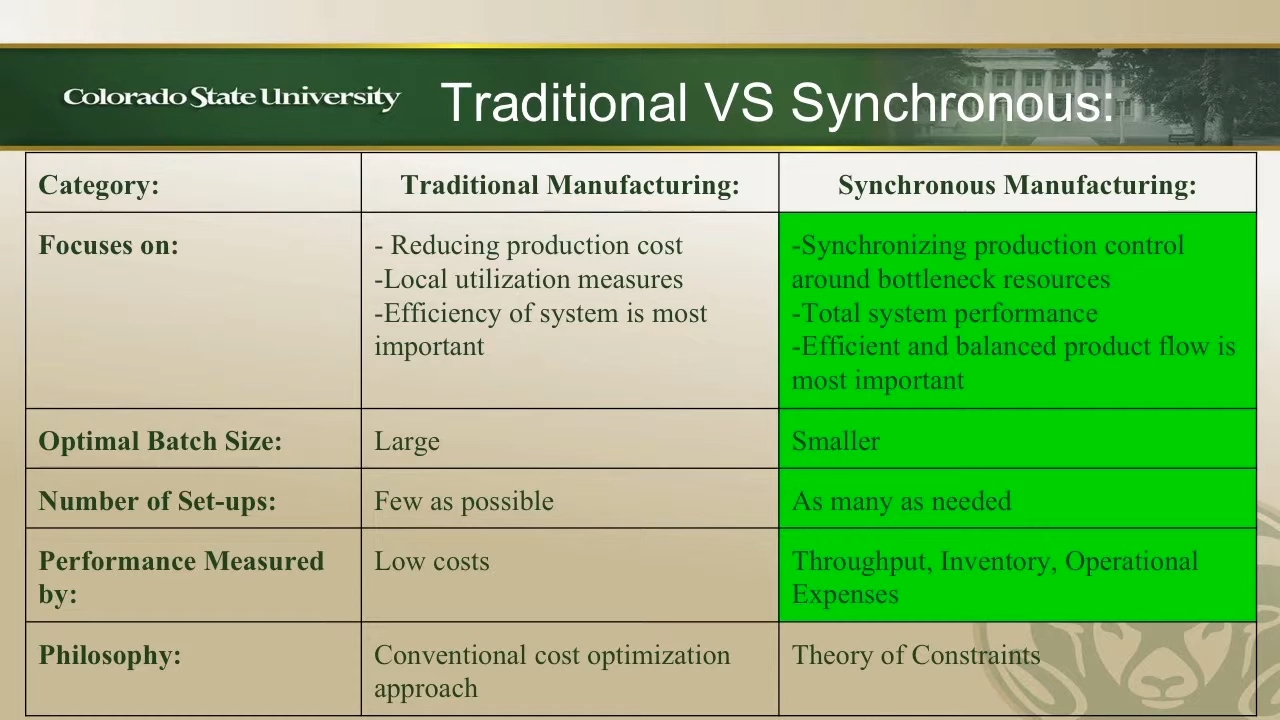 Colorado State University
Traditional VS Synchronous:
Category:
Traditional Manufacturing:
Synchronous Manufacturing:
Focuses on:
- Reducing production cost
-Local utilization measures
-Efficiency of system is most
important
-Synchronizing production control
around bottleneck resources
-Total system performance
-Efficient and balanced product flow is
most important
Optimal Batch Size:
Large
Smaller
Number of Set-ups:
Few as possible
As many as needed
Performance Measured
by:
Low costs
Throughput, Inventory, Operational
Expenses
Philosophy:
Conventional cost optimization
approach
Theory of Constraints